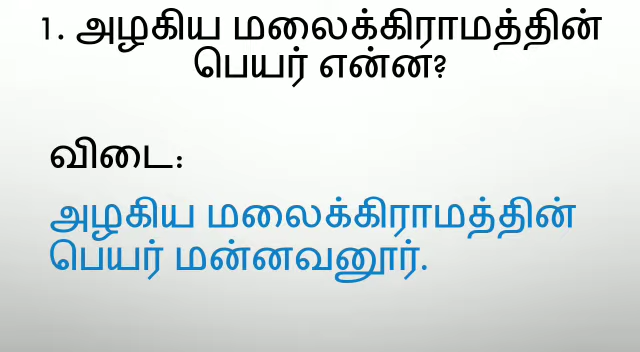 1. அழகிய மலைக்கிராமத்தின்
பெயர் என்ன?
விடை:
அழகிய மலைக்கிராமத்தின்
பெயர் மன்னவனூர்.